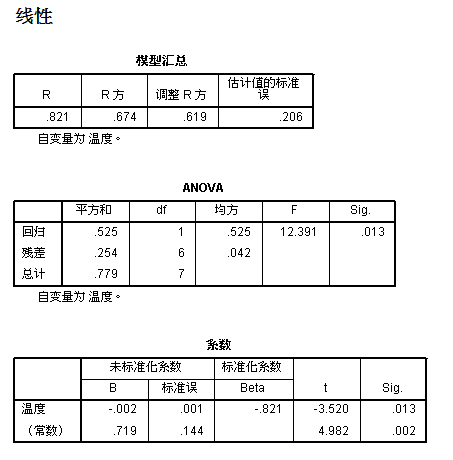 线性
模型汇总
R R 方 调整 R 方 估计值的标准误
.821 .674 .619 .206
自变量为 温度。
ANOVA
平方和 df 均方 F Sig.
回归 .525 1 .525 12.391 .013
残差 .254 6 .042
总计 .779 7
自变量为 温度。
系数
未标准化系数 标准化系数
B 标准误 Beta t Sig.
温度 -.002 .001 -.821 -3.520 .013
（常数） .719 .144 4.982 .002